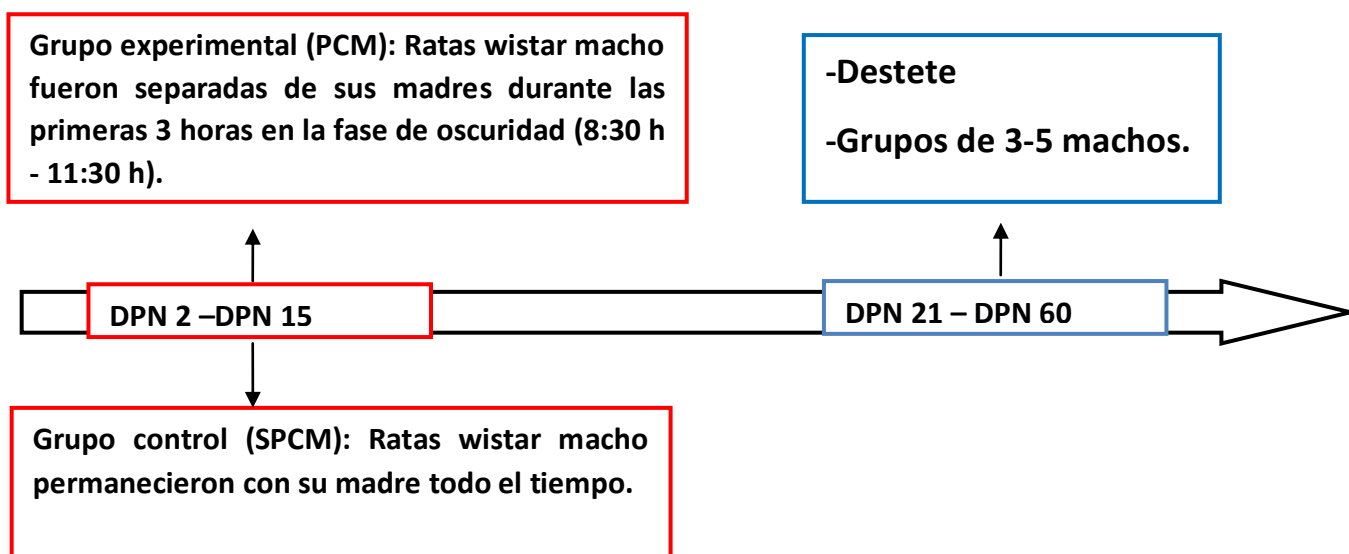 Grupo experimental (PCM): Ratas wistar macho
fueron separadas de sus madres durante las
primeras 3 horas en la fase de oscuridad (8:30 h
- 11:30 h).
-Destete
-Grupos de 3-5 machos.
DPN 2 –DPN 15
DPN 21 – DPN 60
Grupo control (SPCM): Ratas wistar macho
permanecieron con su madre todo el tiempo.